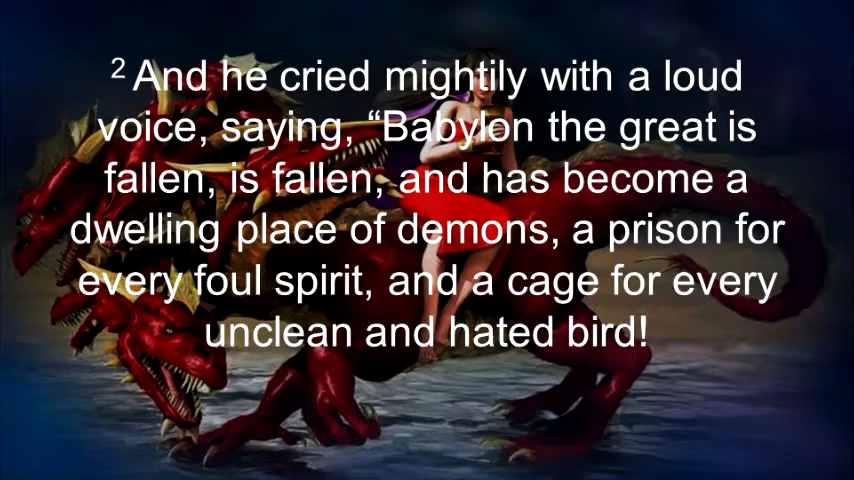 2 And he cried mightily with a loud
voice, saying, “Babylon the great is
fallen, is fallen, and has become a
dwelling place of demons, a prison for
every foul spirit, and a cage for every
unclean and hated bird!